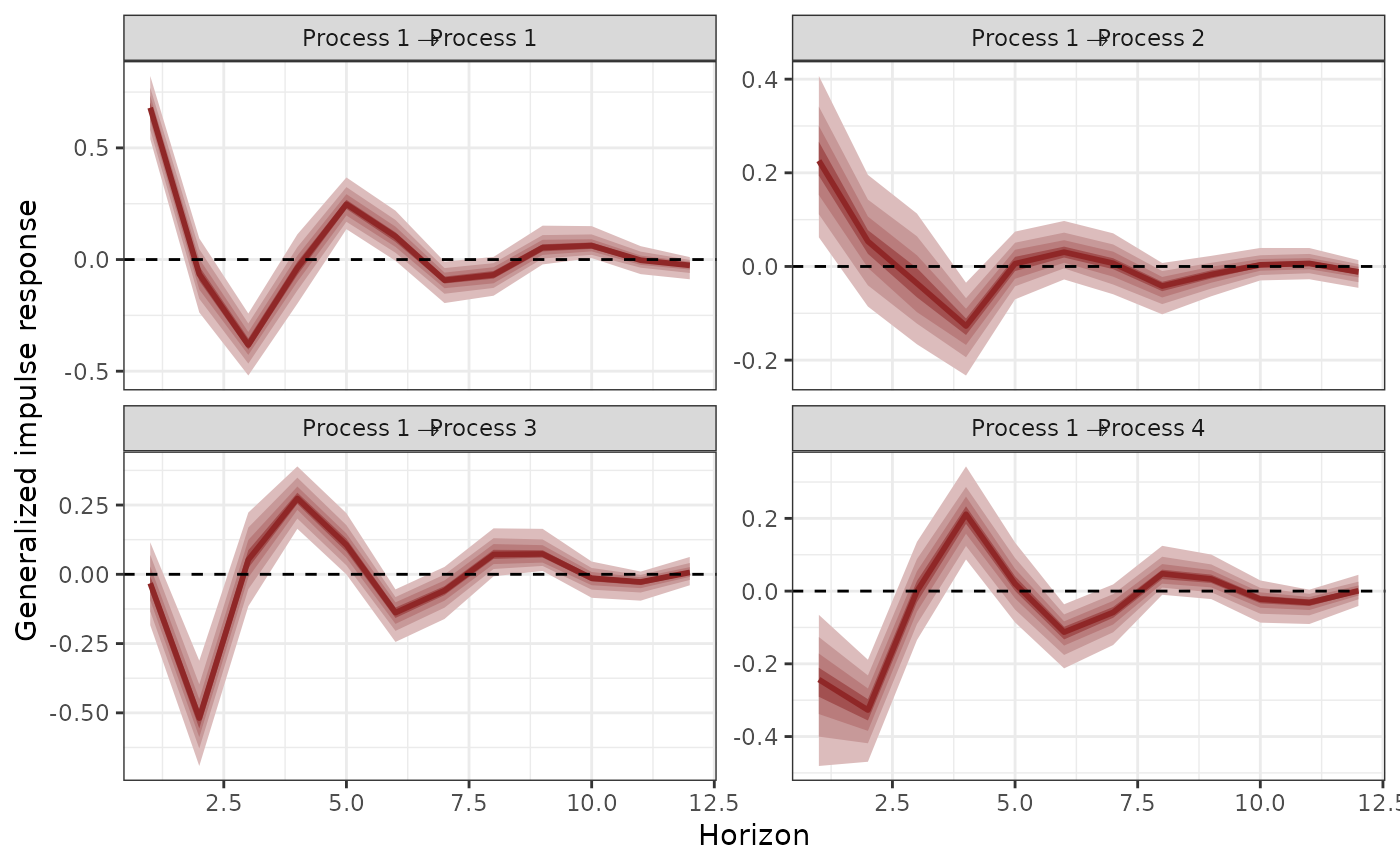 Process 1 → Process 1
Process 1 → Process 2
0.5
0.0
-0.5
0.4
0.2
0.0
-0.2
Process 1 → Process 3
Process 1 → Process 4
0.25
0.00
-0.25
-0.50
0.2
0.0
-0.2
-0.4
2.5 5.0 7.5 10.0 12.5
2.5 5.0 7.5 10.0 12.5
Horizon
Generalized impulse response